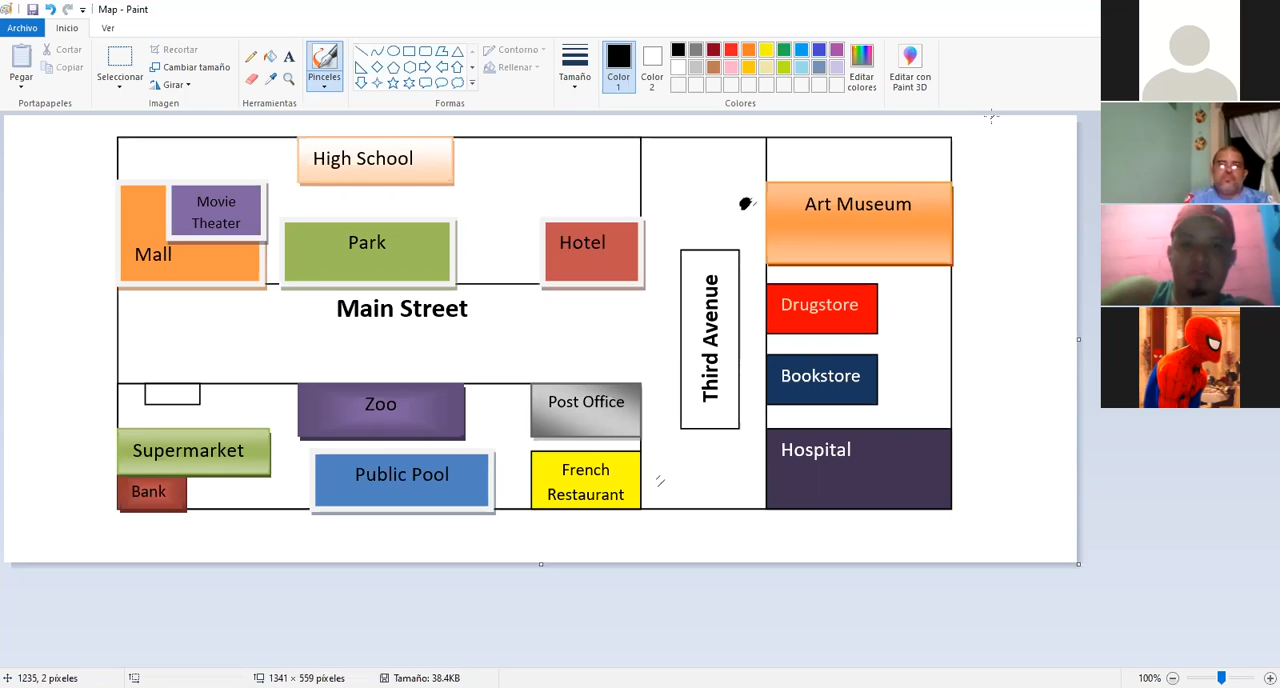 Map - Paint
Archivo Inicio Ver
Pegar
Cortar
Copiar
Portapapeles
Seleccionar
Recortar
Cambiar tamaño
Girar
Imagen
A
Herramientas
Pinceles
Contorno
Rellenar
Formas
Tamaño
Color
1
Color
2
Editar
colores
Colores
Editar con
Paint 3D
High School
Movie
Theater
Mall
Park
Hotel
Art Museum
Main Street
Third Avenue
Drugstore
Bookstore
Zoo
Post Office
Supermarket
Bank
Public Pool
French
Restaurant
Hospital
1235, 2 píxeles
1341 × 559 píxeles
Tamaño: 38.4KB
100%